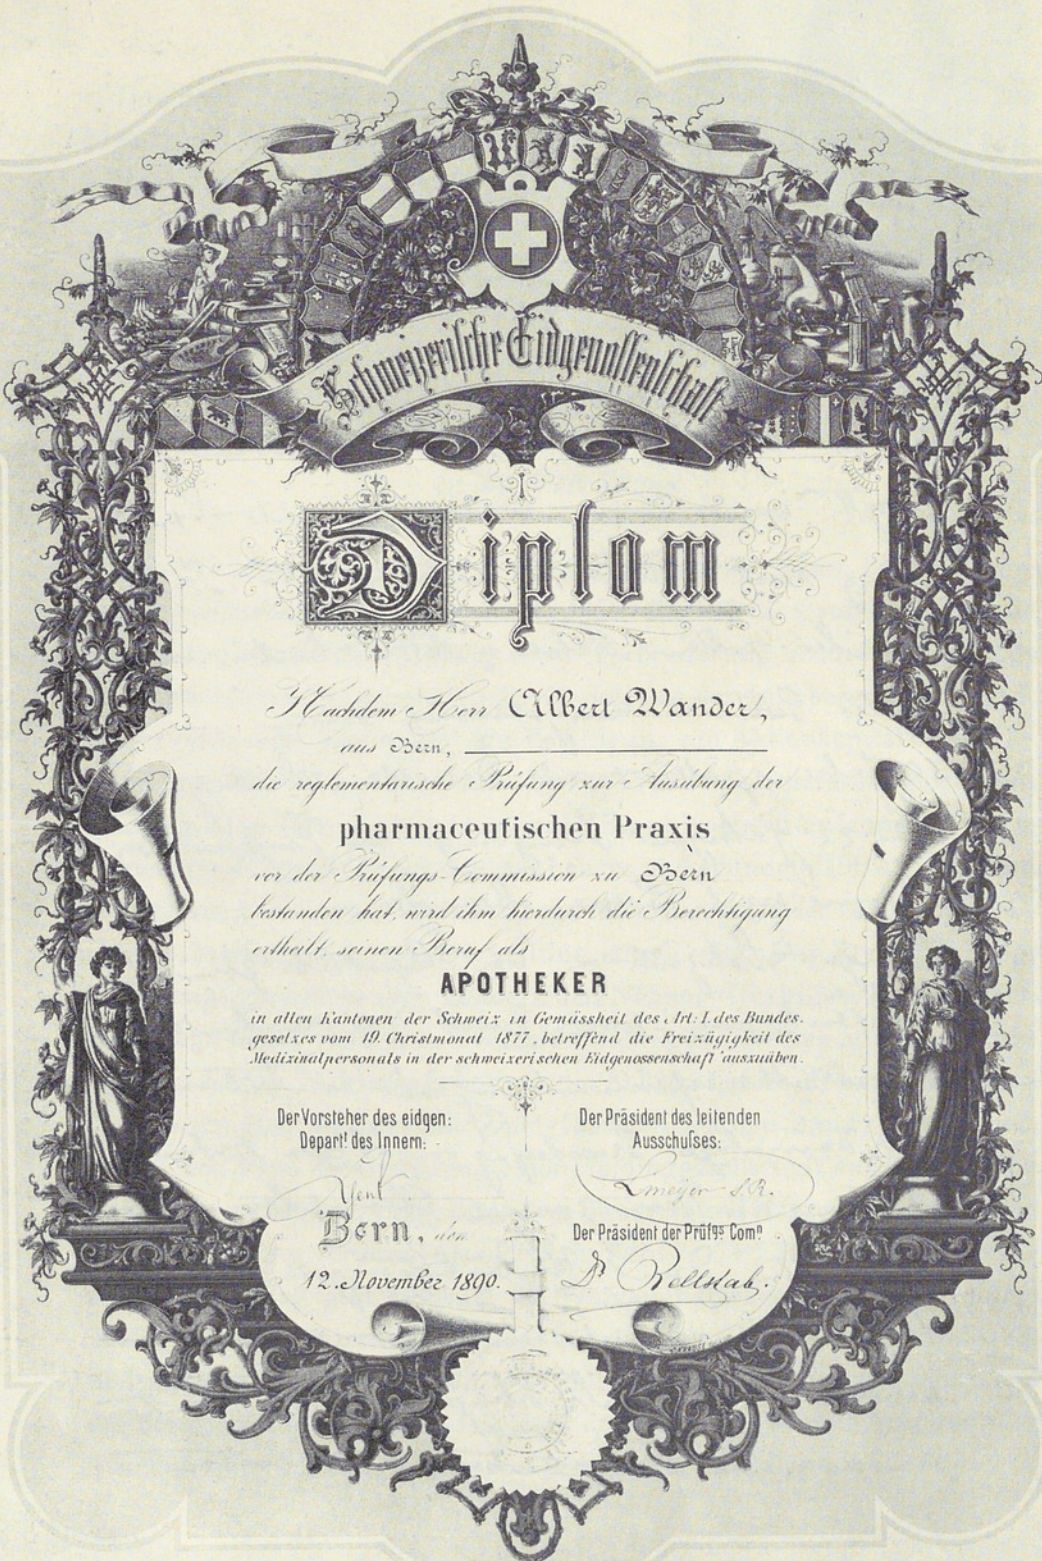 Schweizerische Eidgenossenschaft
Diplom
Nachdem Herr Albert Wander,
aus Bern,
die reglementarische Prüfung zur Ausübung der
pharmaceutischen Praxis
vor der Prüfungs-Commission zu Bern
bestanden hat, wird ihm hierdurch die Berechtigung
ertheilt, seinen Beruf als
APOTHEKER
in allen Kantonen der Schweiz in Gemässheit des Art: 1. des Bundes.
gesetzes vom 19. Christmonat 1877, betreffend die Freizügigkeit des
Medizinalpersonals in der schweizerischen Eidgenossenschaft auszuüben.
Der Vorsteher des eidgen:
Depart! des Innern:
Der Präsident des leitenden
Ausschuſses:
Bern, den
12. November 1890.
Der Präsident der Prüfgs Comn
Dr Rellstab.